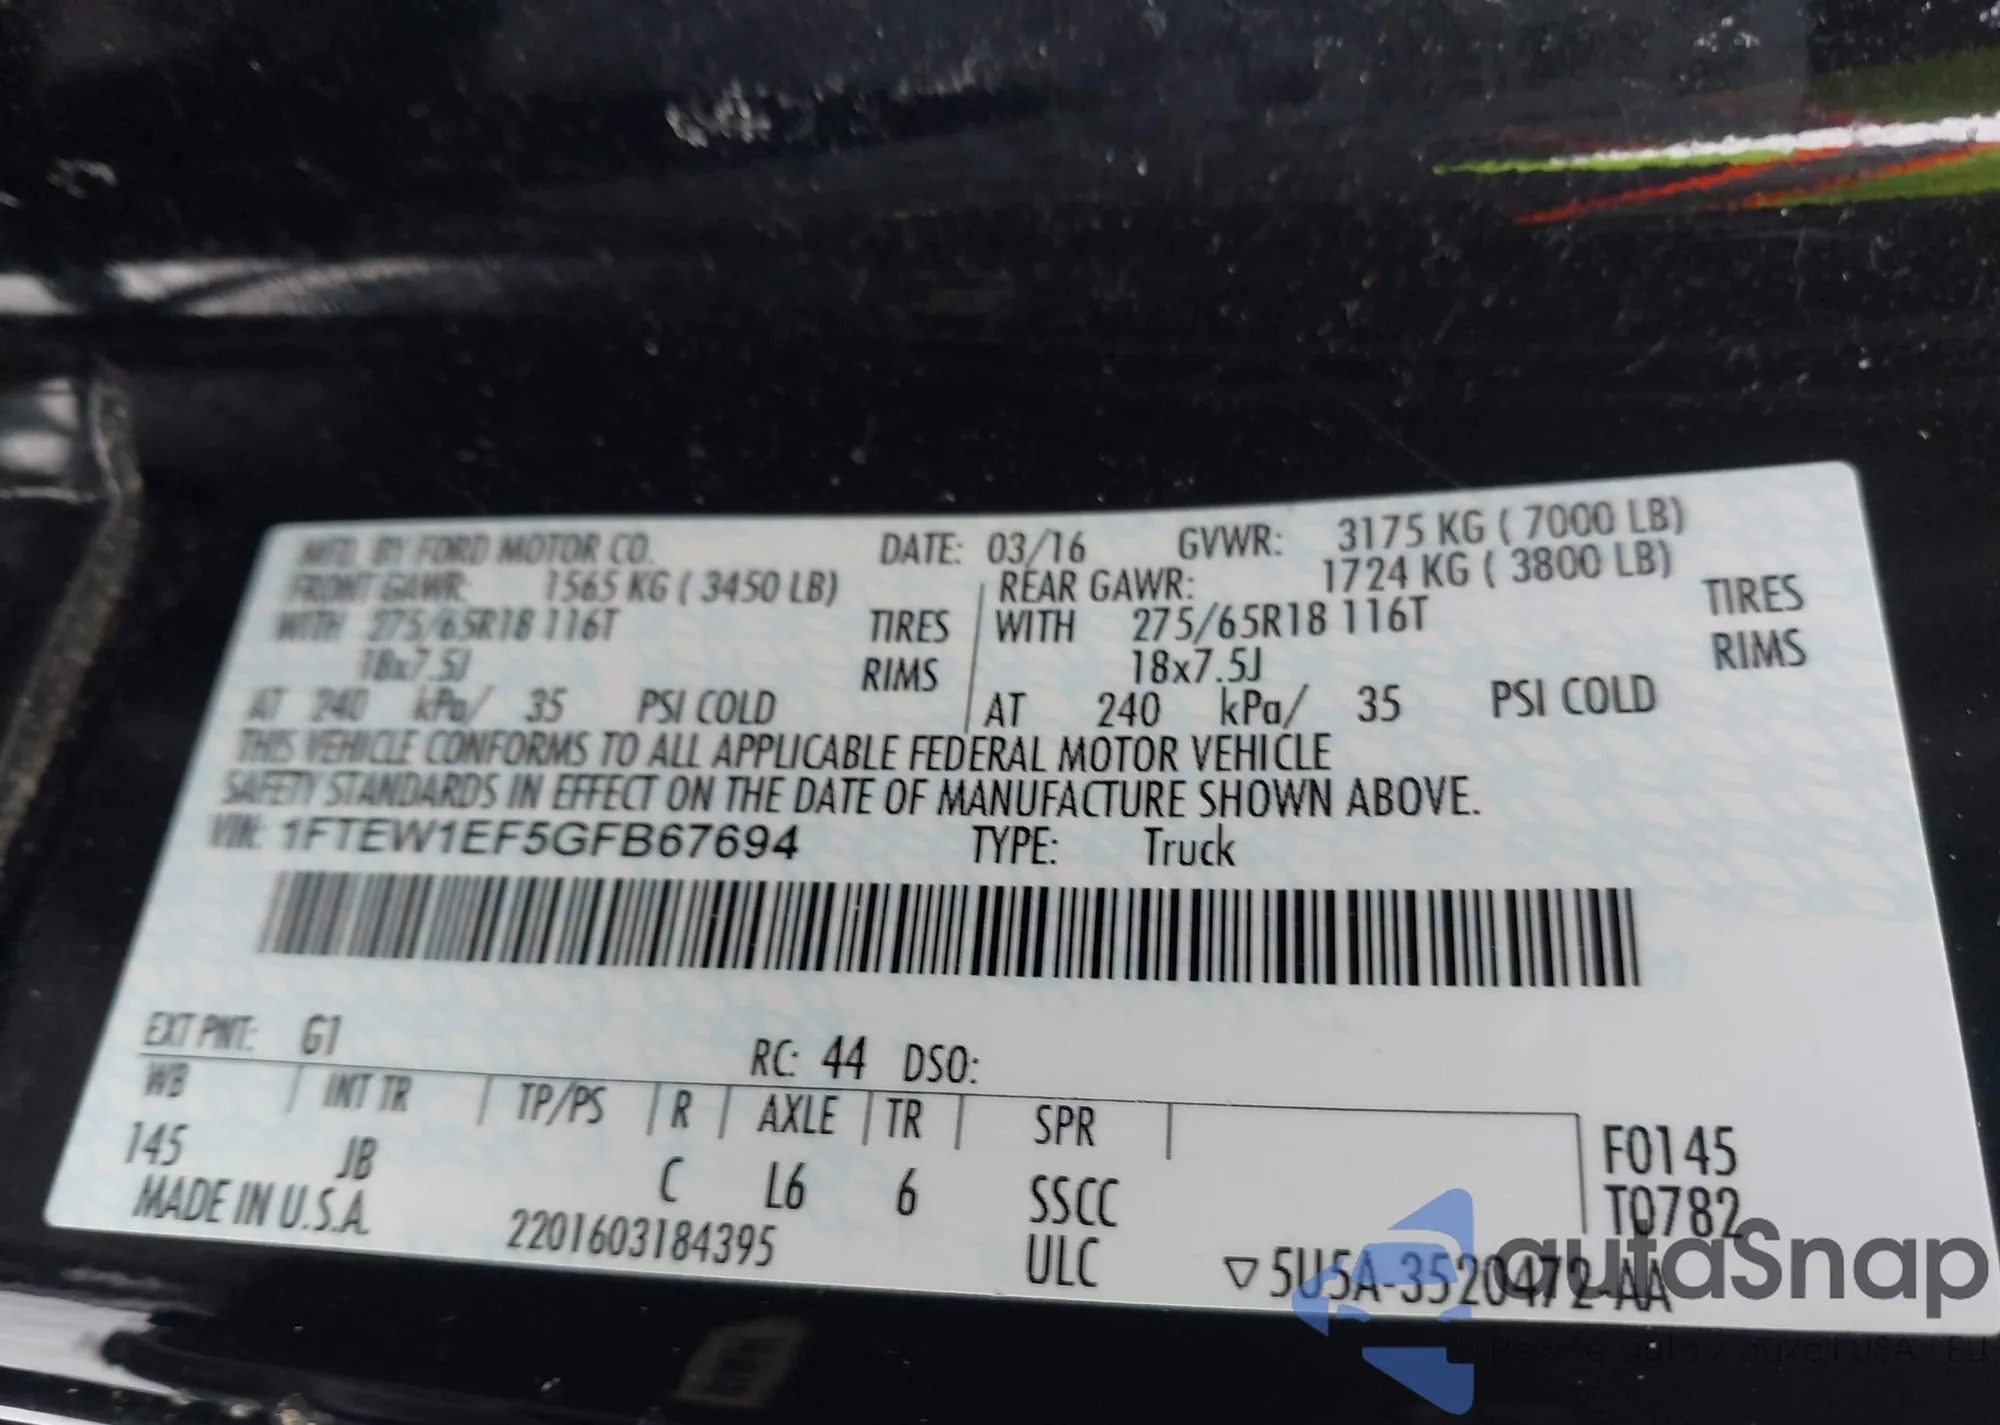 MFD. BY FORD MOTOR CO. DATE: 03/16 GVWR: 3175 KG ( 7000 LB)
FRONT GAWR: 1565 KG ( 3450 LB) REAR GAWR: 1724 KG ( 3800 LB)
WITH 275/65R18 116T TIRES WITH 275/65R18 116T TIRES
18x7.5J RIMS 18x7.5J RIMS
AT 240 kPa/ 35 PSI COLD AT 240 kPa/ 35 PSI COLD
THIS VEHICLE CONFORMS TO ALL APPLICABLE FEDERAL MOTOR VEHICLE
SAFETY STANDARDS IN EFFECT ON THE DATE OF MANUFACTURE SHOWN ABOVE.
VIN: 1FTEW1EF5GFB67694 TYPE: Truck
EXT PNT: G1 RC: 44 DSO:
WB INT TR TP/PS R AXLE TR SPR
145 JB C L6 6 SSCC
F0145
T0782
MADE IN U.S.A. 2201603184395 ULC ▽5U5A-3520472-AA
autaSnap